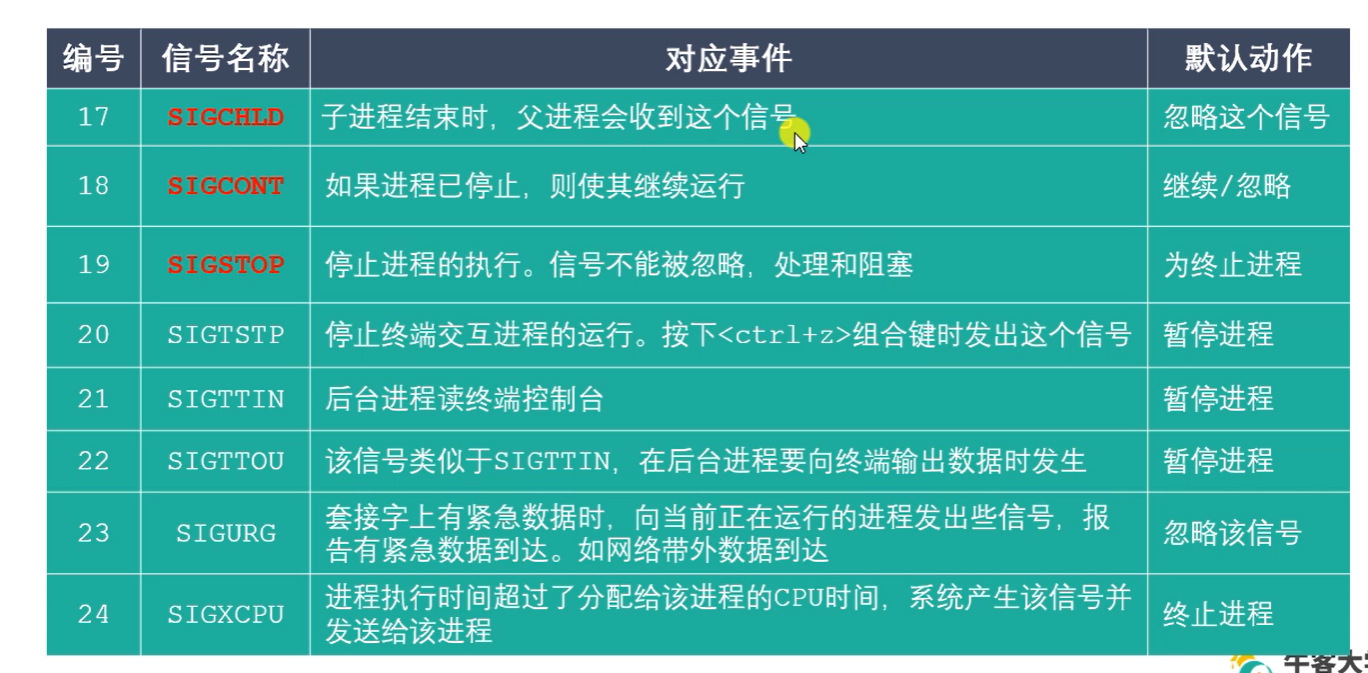 编号 信号名称 对应事件 默认动作
17 SIGCHLD 子进程结束时，父进程会收到这个信号 忽略这个信号
18 SIGCONT 如果进程已停止，则使其继续运行 继续/忽略
19 SIGSTOP 停止进程的执行。信号不能被忽略，处理和阻塞 为终止进程
20 SIGTSTP 停止终端交互进程的运行。按下<ctrl+z>组合键时发出这个信号 暂停进程
21 SIGTTIN 后台进程读终端控制台 暂停进程
22 SIGTTOU 该信号类似于SIGTTIN，在后台进程要向终端输出数据时发生 暂停进程
23 SIGURG 套接字上有紧急数据时，向当前正在运行的进程发出些信号，报
告有紧急数据到达。如网络带外数据到达 忽略该信号
24 SIGXCPU 进程执行时间超过了分配给该进程的CPU时间，系统产生该信号并
发送给该进程 终止进程